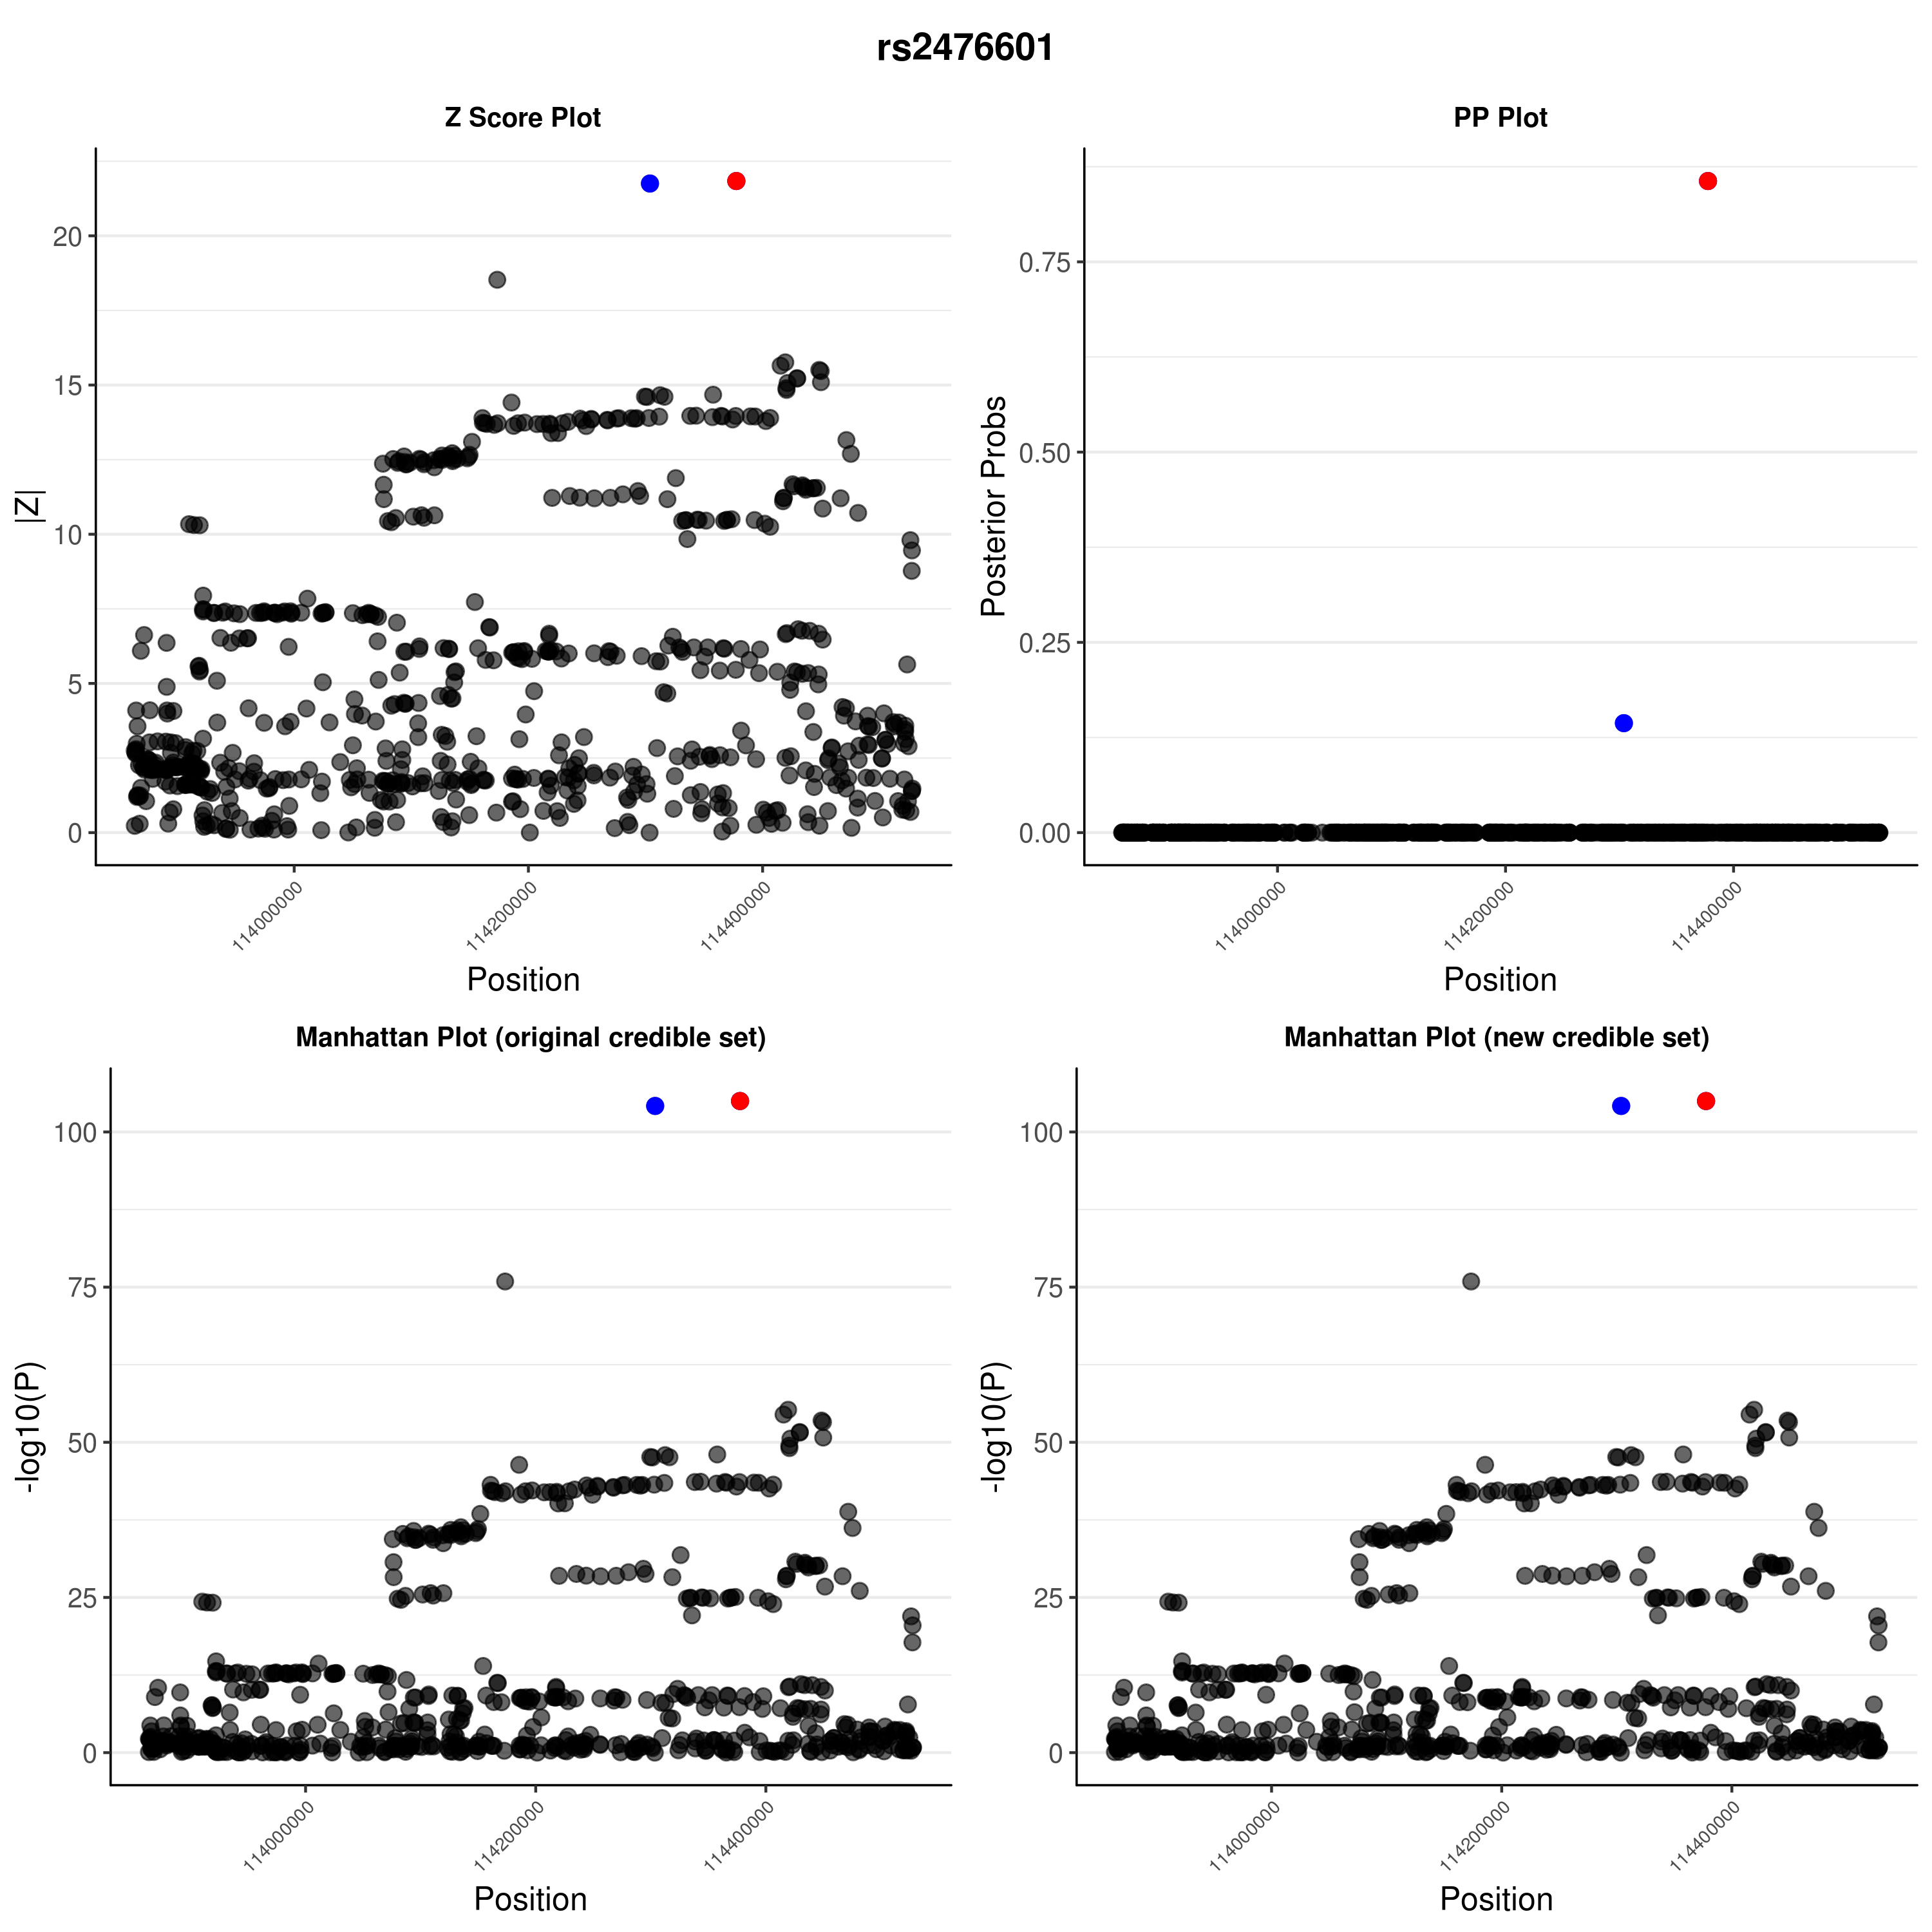 rs2476601
Z Score Plot
|Z|
20
15
10
5
0
114000000
114200000
114400000
Position
PP Plot
Posterior Probs
0.75
0.50
0.25
0.00
114000000
114200000
114400000
Position
Manhattan Plot (original credible set)
-log10(P)
100
75
50
25
0
114000000
114200000
114400000
Position
Manhattan Plot (new credible set)
-log10(P)
100
75
50
25
0
114000000
114200000
114400000
Position